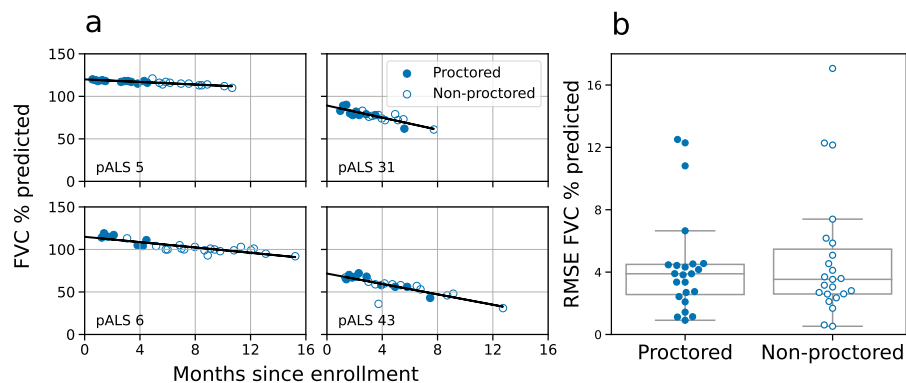 a
b
FVC % predicted
150
100
50
0
pALS 5
Proctored
Non-proctored
pALS 31
150
100
50
0
pALS 6
pALS 43
0 4 8 12 16
0 4 8 12 16
Months since enrollment
RMSE FVC % predicted
16
12
8
4
0
Proctored Non-proctored